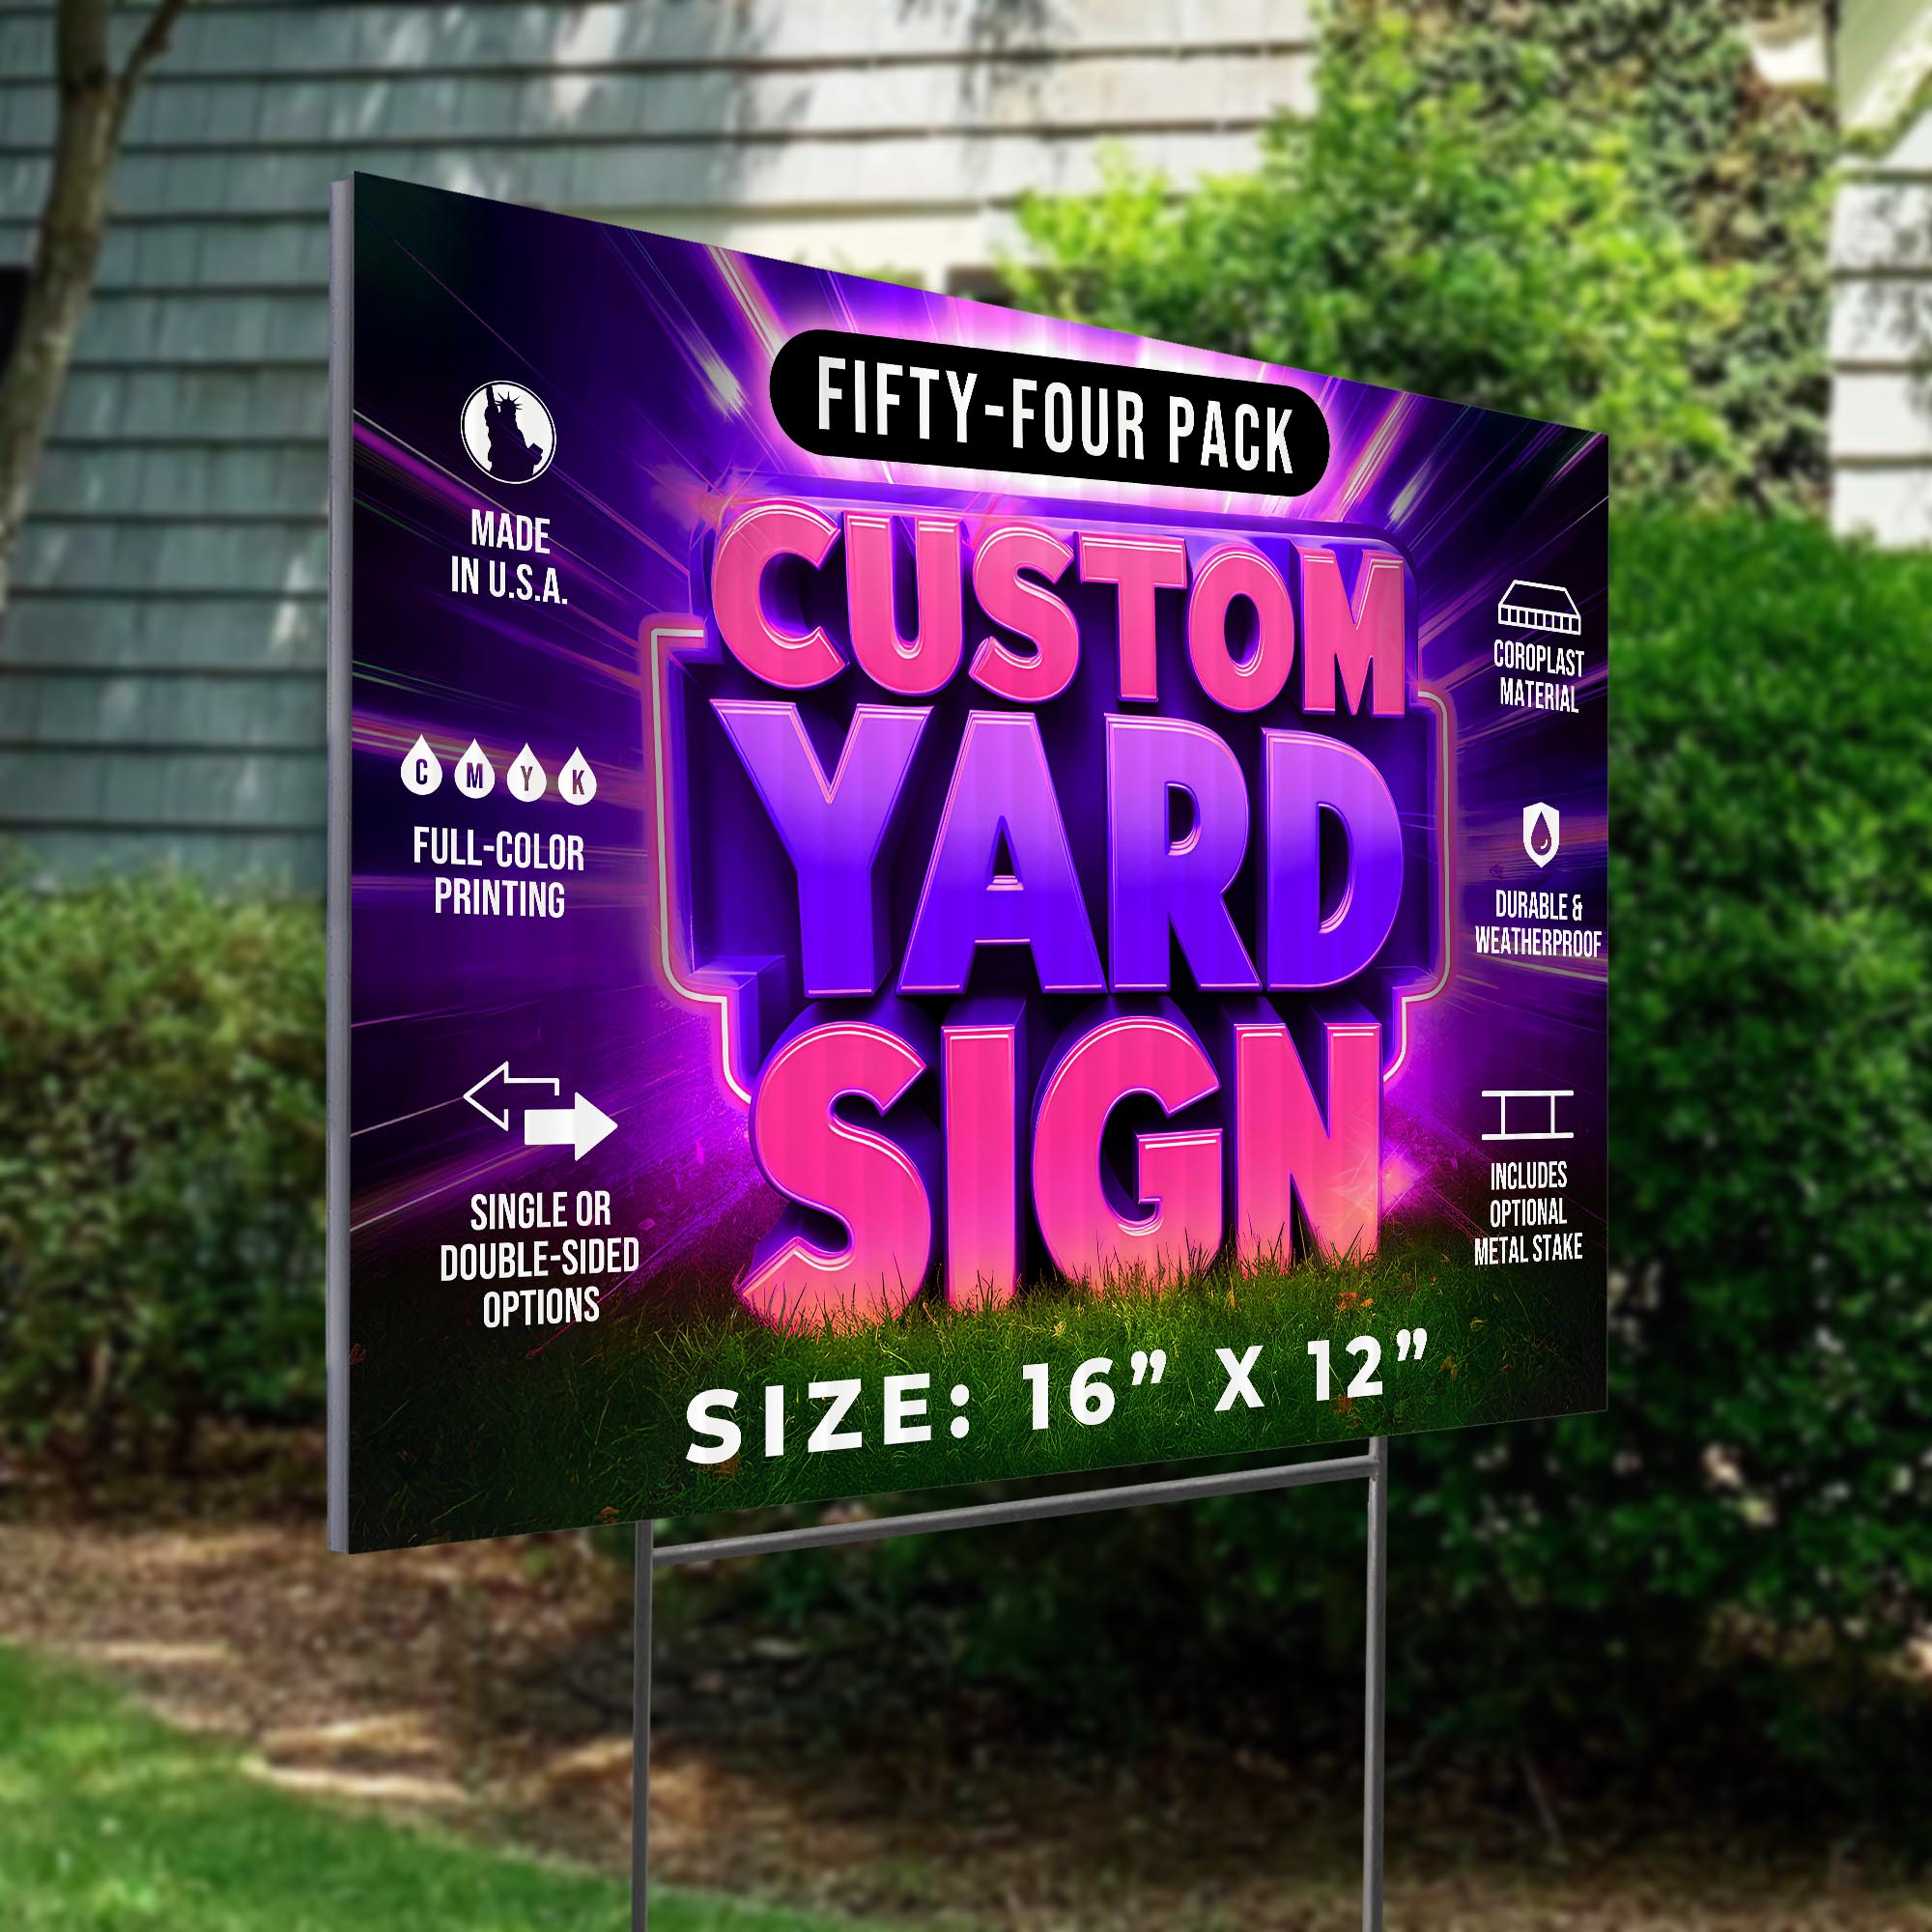 FIFTY-FOUR PACK
CUSTOM
YARD
SIGN
MADE
IN U.S.A.
C M Y K
FULL-COLOR
PRINTING
SINGLE OR
DOUBLE-SIDED
OPTIONS
COROPLAST
MATERIAL
DURABLE &
WEATHERPROOF
INCLUDES
OPTIONAL
METAL STAKE
SIZE: 16” X 12”